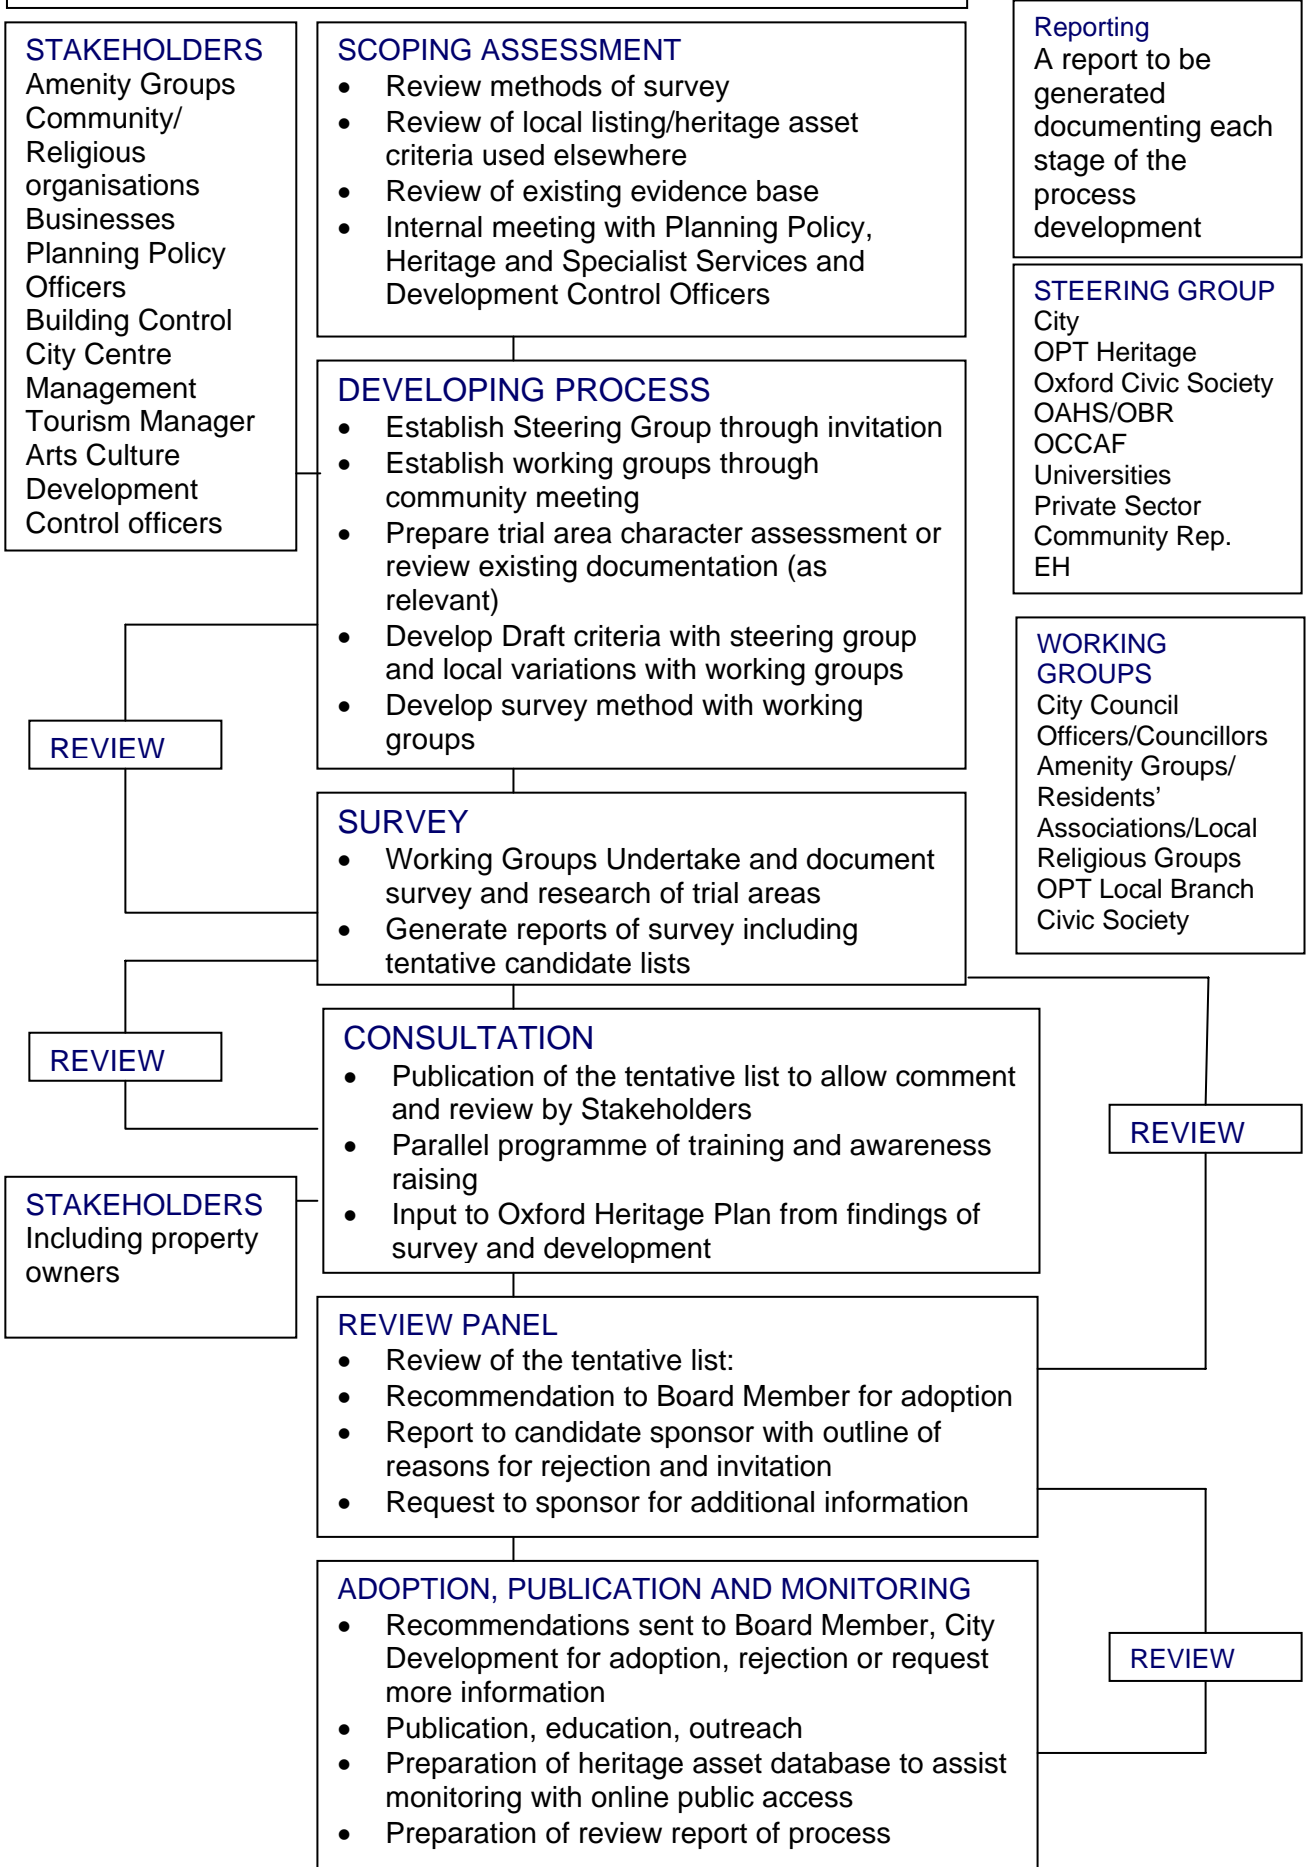 STAKEHOLDERS
Amenity Groups
Community/
Religious
organisations
Businesses
Planning Policy
Officers
Building Control
City Centre
Management
Tourism Manager
Arts Culture
Development
Control officers
SCOPING ASSESSMENT
• Review methods of survey
• Review of local listing/heritage asset
criteria used elsewhere
• Review of existing evidence base
• Internal meeting with Planning Policy,
Heritage and Specialist Services and
Development Control Officers
Reporting
A report to be
generated
documenting each
stage of the
process
development
STEERING GROUP
City
OPT Heritage
Oxford Civic Society
OAHS/OBR
OCCAF
Universities
Private Sector
Community Rep.
EH
DEVELOPING PROCESS
• Establish Steering Group through invitation
• Establish working groups through
community meeting
• Prepare trial area character assessment or
review existing documentation (as
relevant)
• Develop Draft criteria with steering group
and local variations with working groups
• Develop survey method with working
groups
WORKING
GROUPS
City Council
Officers/Councillors
Amenity Groups/
Residents'
Associations/Local
Religious Groups
OPT Local Branch
Civic Society
REVIEW
SURVEY
• Working Groups Undertake and document
survey and research of trial areas
• Generate reports of survey including
tentative candidate lists
REVIEW
CONSULTATION
• Publication of the tentative list to allow comment
and review by Stakeholders
• Parallel programme of training and awareness
raising
• Input to Oxford Heritage Plan from findings of
survey and development
REVIEW
STAKEHOLDERS
Including property
owners
REVIEW PANEL
• Review of the tentative list:
• Recommendation to Board Member for adoption
• Report to candidate sponsor with outline of
reasons for rejection and invitation
• Request to sponsor for additional information
ADOPTION, PUBLICATION AND MONITORING
• Recommendations sent to Board Member, City
Development for adoption, rejection or request
more information
• Publication, education, outreach
• Preparation of heritage asset database to assist
monitoring with online public access
• Preparation of review report of process
REVIEW